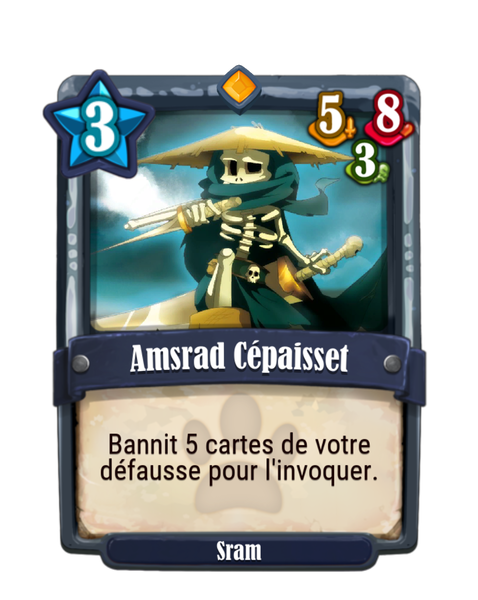 3
5
8
3
Amsrad Cépaisset
Bannit 5 cartes de votre
défausse pour l'invoquer.
Sram